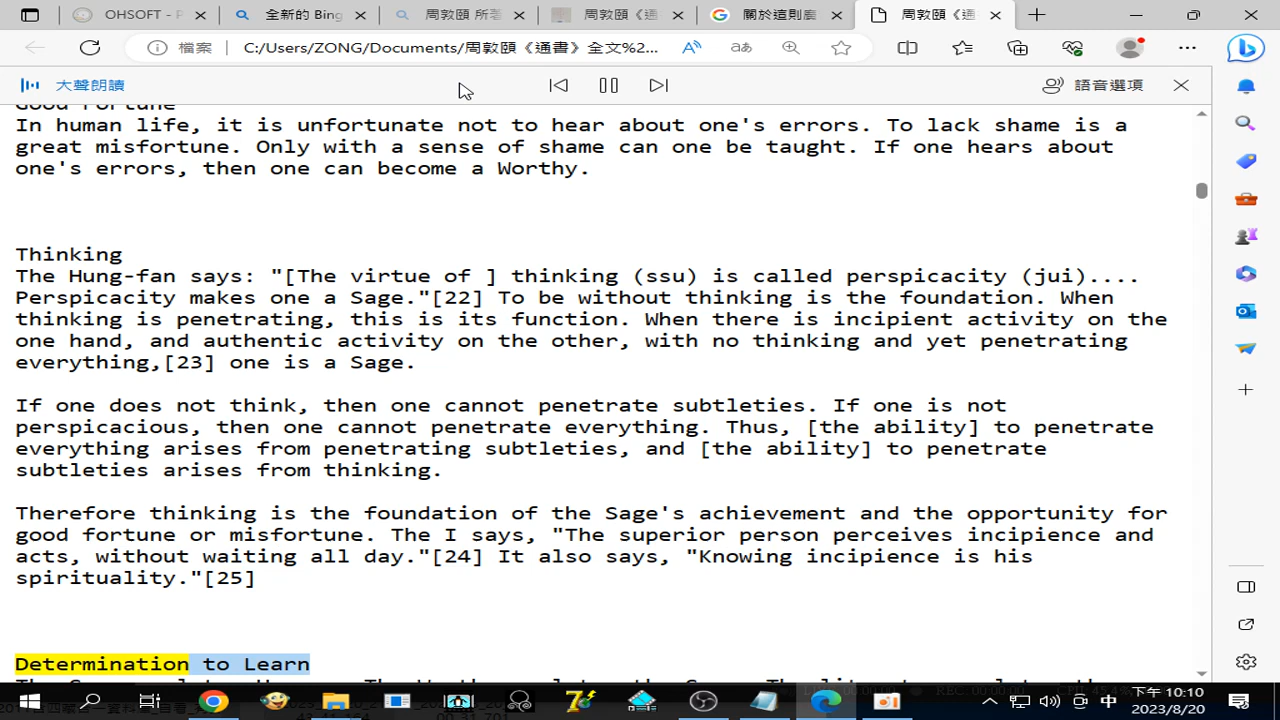 OHSOFT - P
全新的 Bing
周敦頤 所著
周敦頤《通
關於這則廟
周敦頤《通
檔案
C:/Users/ZONG/Documents/周敦頤《通書》全文%2...
大聲朗讀
語音選項
Good Fortune
In human life, it is unfortunate not to hear about one's errors. To lack shame is a
great misfortune. Only with a sense of shame can one be taught. If one hears about
one's errors, then one can become a Worthy.
Thinking
The Hung-fan says: "[The virtue of ] thinking (ssu) is called perspicacity (jui)....
Perspicacity makes one a Sage."[22] To be without thinking is the foundation. When
thinking is penetrating, this is its function. When there is incipient activity on the
one hand, and authentic activity on the other, with no thinking and yet penetrating
everything,[23] one is a Sage.
If one does not think, then one cannot penetrate subtleties. If one is not
perspicacious, then one cannot penetrate everything. Thus, [the ability] to penetrate
everything arises from penetrating subtleties, and [the ability] to penetrate
subtleties arises from thinking.
Therefore thinking is the foundation of the Sage's achievement and the opportunity for
good fortune or misfortune. The I says, "The superior person perceives incipience and
acts, without waiting all day."[24] It also says, "Knowing incipience is his
spirituality."[25]
Determination to Learn
中
下午 10:10
2023/8/20